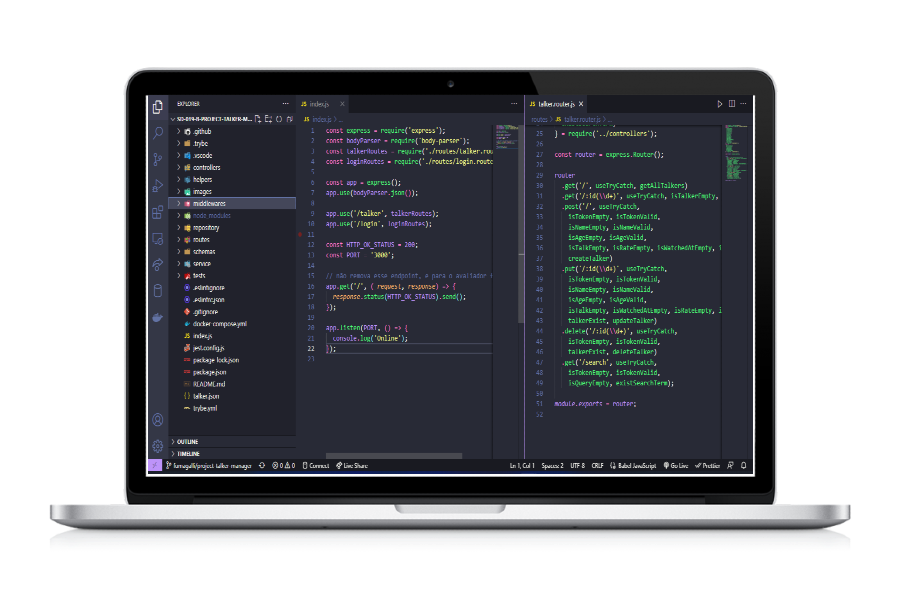 EXPLORER
SD-019-B-PROJECT-TALKER-M...
.github
.trybe
.vscode
controllers
helpers
images
middlewares
node_modules
repository
routes
schemas
service
tests
.eslintignore
.eslintrc.json
.gitignore
docker-compose.yml
index.js
jest.config.js
package-lock.json
package.json
README.md
talker.json
trybe.yml
OUTLINE
TIMELINE
JS index.js ×
JS index.js > ...
1 const express = require('express');
2 const bodyParser = require('body-parser');
3 const talkerRoutes = require('./routes/talker.rou
4 const loginRoutes = require('./routes/login.route
5
6 const app = express();
7 app.use(bodyParser.json());
8
9 app.use('/talker', talkerRoutes);
10 app.use('/login', loginRoutes);
11
12 const HTTP_OK_STATUS = 200;
13 const PORT = '3000';
14
15 // não remova esse endpoint, e para o avaliador
16 app.get('/', (_request, response) => {
17 response.status(HTTP_OK_STATUS).send();
18 });
19
20 app.listen(PORT, () => {
21 console.log('Online');
22 });
23
JS talker.router.js ×
routes > JS talker.router.js > ...
25 } = require('../controllers');
26
27 const router = express.Router();
28
29 router
30 .get('/', useTryCatch, getAllTalkers)
31 .get('/:id(\\d+)', useTryCatch, isTalkerEmpty,
32 .post('/', useTryCatch,
33 isTokenEmpty, isTokenValid,
34 isNameEmpty, isNameValid,
35 isAgeEmpty, isAgeValid,
36 isTalkEmpty, isRateEmpty, isWatchedAtEmpty, i
37 createTalker)
38 .put('/:id(\\d+)', useTryCatch,
39 isTokenEmpty, isTokenValid,
40 isNameEmpty, isNameValid,
41 isAgeEmpty, isAgeValid,
42 isTalkEmpty, isWatchedAtEmpty, isRateEmpty, i
43 talkerExist, updateTalker)
44 .delete('/:id(\\d+)', useTryCatch,
45 isTokenEmpty, isTokenValid,
46 talkerExist, deleteTalker)
47 .get('/search', useTryCatch,
48 isTokenEmpty, isTokenValid,
49 isQueryEmpty, existSearchTerm);
50
51 module.exports = router;
52
fumagalli/project-talker-manager 0 0 Connect Live Share Ln 1, Col 1 Spaces: 2 UTF-8 CRLF Babel JavaScript Go Live Prettier